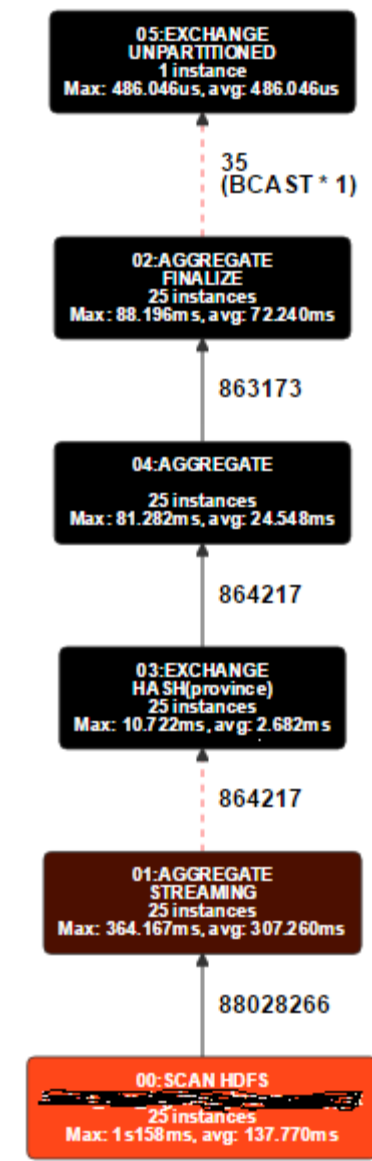 05:EXCHANGE
UNPARTITIONED
1 instance
Max: 486.046us, avg: 486.046us
35
(BCAST * 1)
02:AGGREGATE
FINALIZE
25 instances
Max: 88.196ms, avg: 72.240ms
863173
04:AGGREGATE
25 instances
Max: 81.282ms, avg: 24.548ms
864217
03:EXCHANGE
HASH(province)
25 instances
Max: 10.722ms, avg: 2.682ms
864217
01:AGGREGATE
STREAMING
25 instances
Max: 364.167ms, avg: 307.260ms
88028266
00:SCAN HDFS
25 instances
Max: 1s158ms, avg: 137.770ms